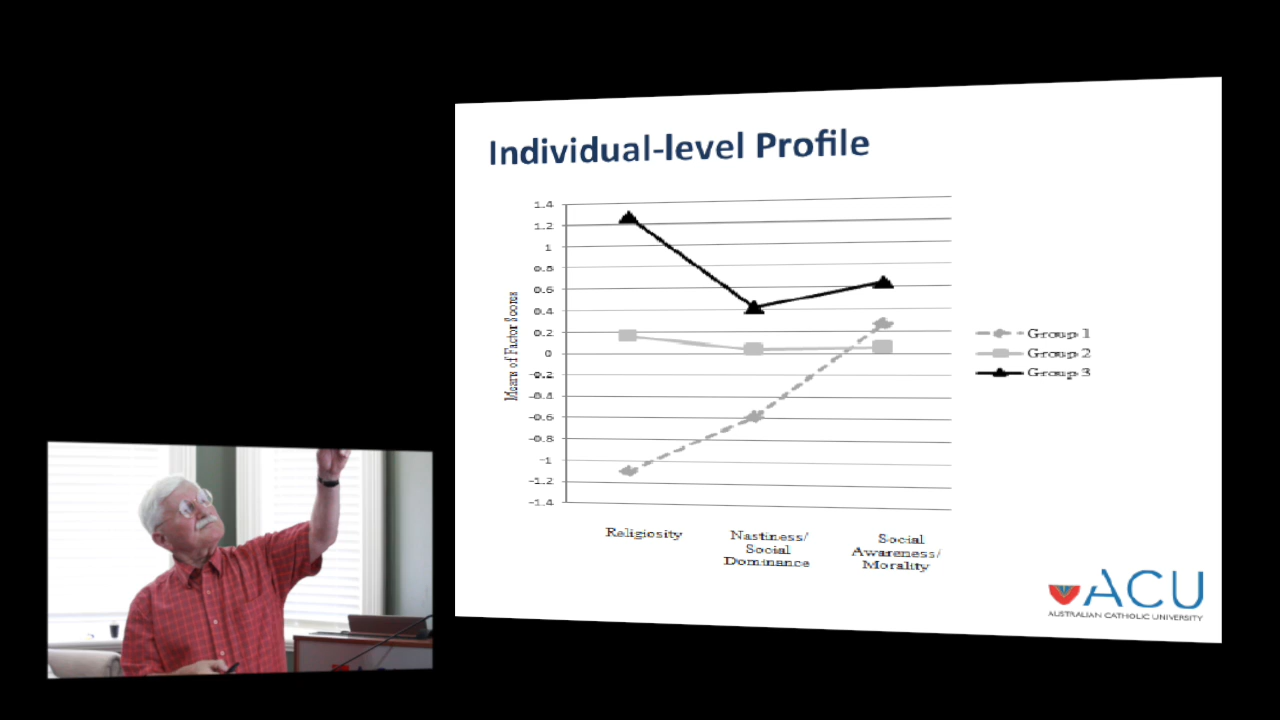 Individual-level Profile
1.4
1.2
1
0.8
0.6
0.4
0.2
0
-0.2
-0.4
-0.6
-0.8
-1
-1.2
-1.4
Means of Factor Scores
Religiosity
Nastiness/
Social
Dominance
Social
Awareness/
Morality
Group 1
Group 2
Group 3
ACU
AUSTRALIAN CATHOLIC UNIVERSITY